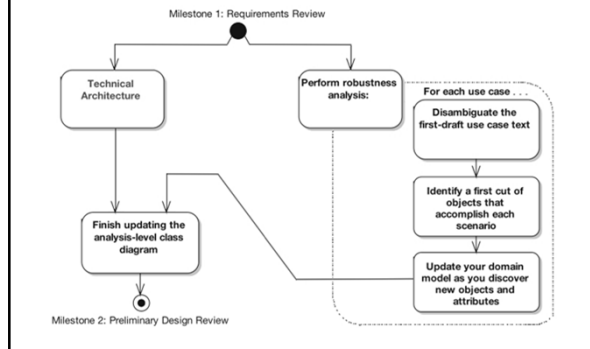 Milestone 1: Requirements Review
Technical
Architecture
Perform robustness
analysis:
For each use case . . .
Disambiguate the
first-draft use case text
Identify a first cut of
objects that
accomplish each
scenario
Finish updating the
analysis-level class
diagram
Update your domain
model as you discover
new objects and
attributes
Milestone 2: Preliminary Design Review